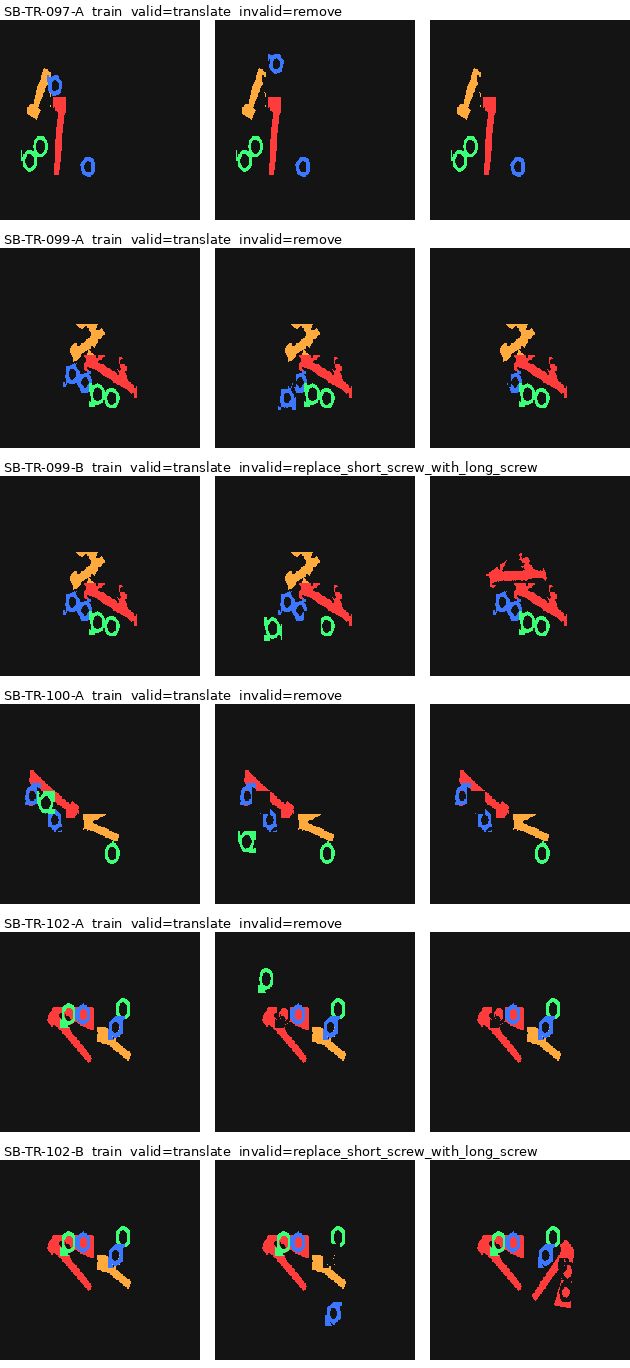 SB-TR-097-A train valid=translate invalid=remove
SB-TR-099-A train valid=translate invalid=remove
SB-TR-099-B train valid=translate invalid=replace_short_screw_with_long_screw
SB-TR-100-A train valid=translate invalid=remove
SB-TR-102-A train valid=translate invalid=remove
SB-TR-102-B train valid=translate invalid=replace_short_screw_with_long_screw